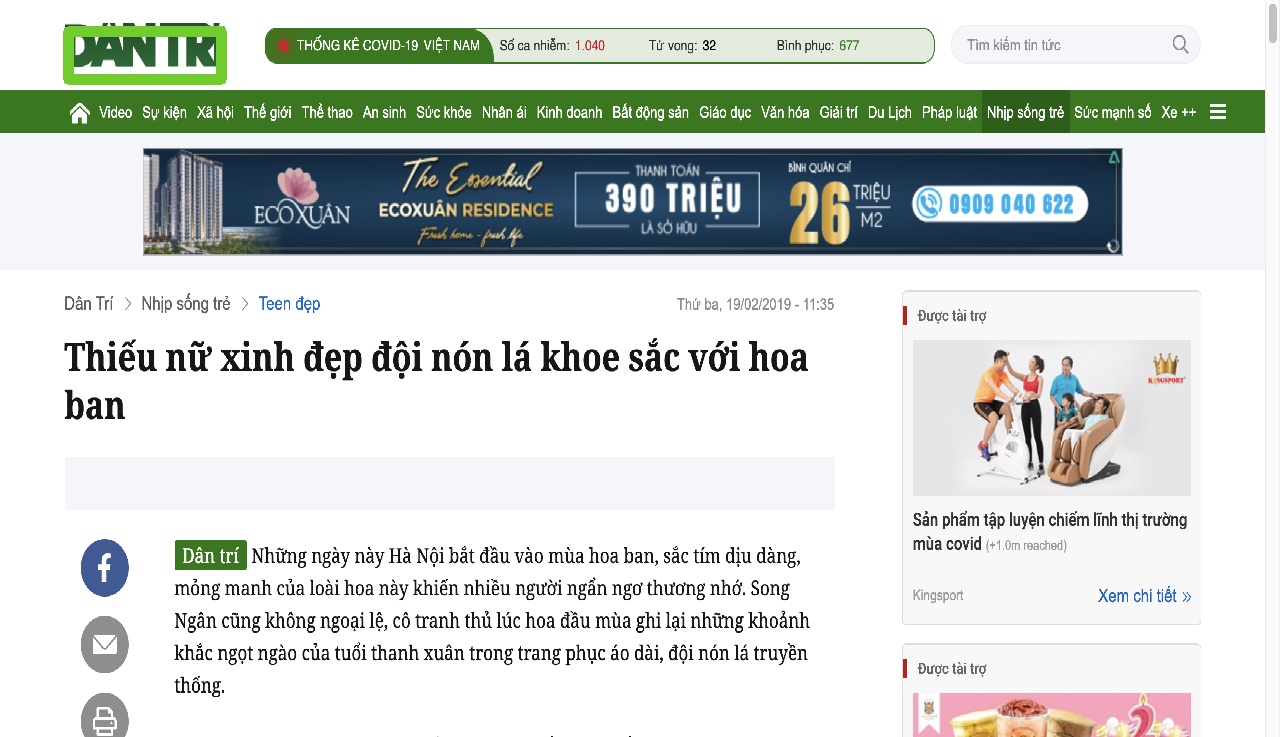 DÂN TRÍ
THỐNG KÊ COVID-19 VIỆT NAM Số ca nhiễm: 1.040 Tử vong: 32 Bình phục: 677
Tìm kiếm tin tức
Video Sự kiện Xã hội Thế giới Thể thao An sinh Sức khỏe Nhân ái Kinh doanh Bất động sản Giáo dục Văn hóa Giải trí Du Lịch Pháp luật Nhịp sống trẻ Sức mạnh số Xe ++
ECOXUÂN
The Essential
ECOXUÂN RESIDENCE
Fresh home - fresh life
THANH TOÁN
390 TRIỆU
LÀ SỞ HỮU
BÌNH QUÂN CHỈ
26 TRIỆU
M2
0909 040 622
Dân Trí Nhịp sống trẻ Teen đẹp
Thứ ba, 19/02/2019 - 11:35
Thiếu nữ xinh đẹp đội nón lá khoe sắc với hoa
ban
Dân trí Những ngày này Hà Nội bắt đầu vào mùa hoa ban, sắc tím dịu dàng,
mỏng manh của loài hoa này khiến nhiều người ngẩn ngơ thương nhớ. Song
Ngân cũng không ngoại lệ, cô tranh thủ lúc hoa đầu mùa ghi lại những khoảnh
khắc ngọt ngào của tuổi thanh xuân trong trang phục áo dài, đội nón lá truyền
thống.
Được tài trợ
KINGSPORT
Sản phẩm tập luyện chiếm lĩnh thị trường
mùa covid (+1.0m reached)
Kingsport
Xem chi tiết »
Được tài trợ